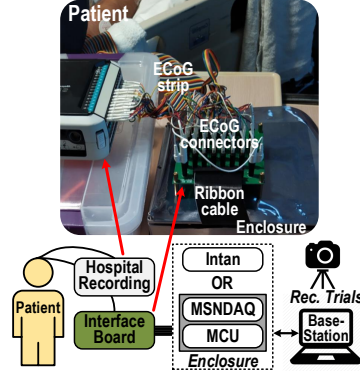 Patient
ECoG
strip
ECoG
connectors
Ribbon
cable
Enclosure
Hospital
Recording
Patient
Interface
Board
Intan
OR
MSNDAQ
MCU
Enclosure
Rec. Trials
Base-
Station